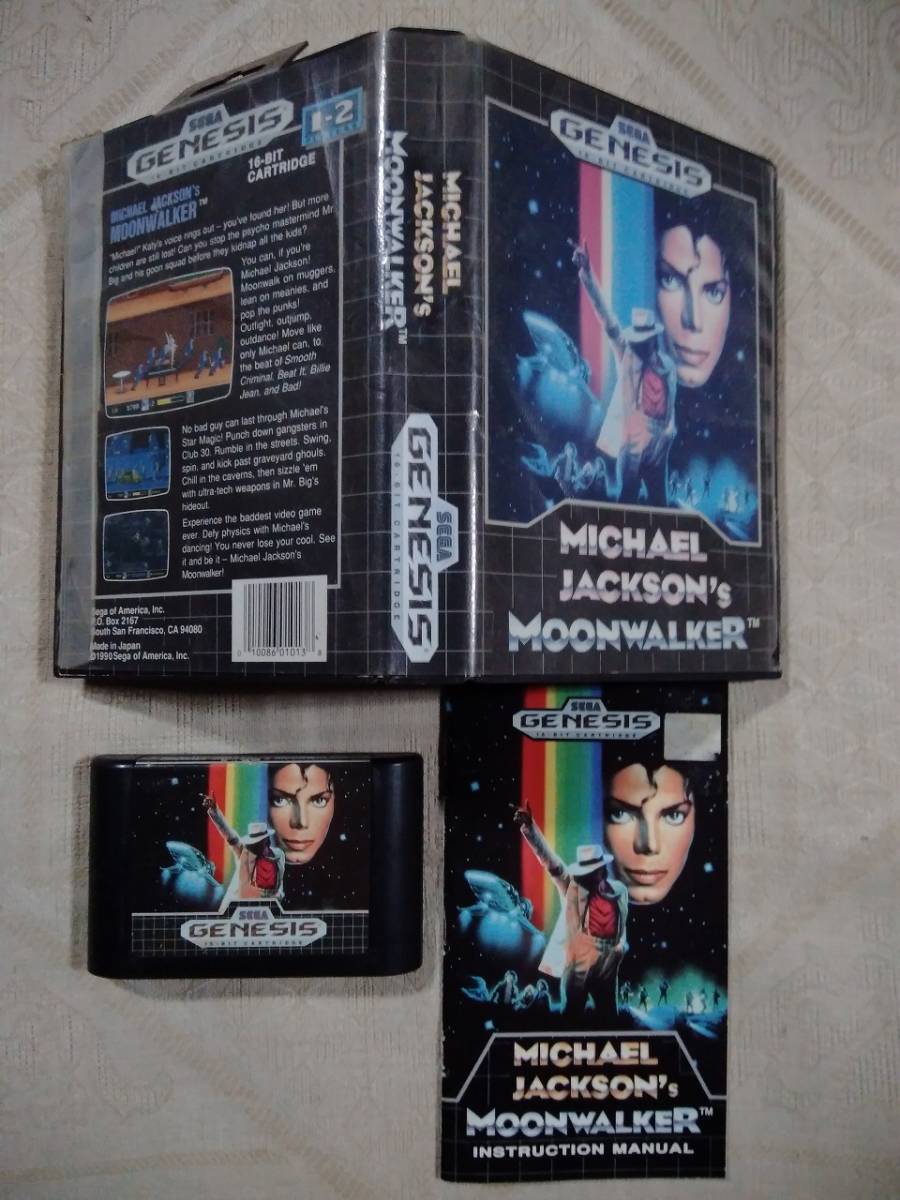 SEGA
GENESIS
16-BIT CARTRIDGE
1-2
PLAYERS
16-BIT
CARTRIDGE
MICHAEL JACKSON'S
MOONWALKER™
"Michael!" Katy's voice rings out – you've found her! But more
children are still lost! Can you stop the psycho mastermind Mr.
Big and his goon squad before they kidnap all the kids?
You can, if you're
Michael Jackson!
Moonwalk on muggers,
lean on meanies, and
pop the punks!
Outfight, outjump,
outdance! Move like
only Michael can, to
the beat of Smooth
Criminal, Beat It, Billie
Jean, and Bad!
No bad guy can last through Michael's
Star Magic! Punch down gangsters in
Club 30. Rumble in the streets. Swing,
spin, and kick past graveyard ghouls.
Chill in the caverns, then sizzle 'em
with ultra-tech weapons in Mr. Big's
hideout.
Experience the baddest video game
ever. Defy physics with Michael's
dancing! You never lose your cool. See
it and be it – Michael Jackson's
Moonwalker!
Sega of America, Inc.
P.O. Box 2167
South San Francisco, CA 94080
Made in Japan
©1990 Sega of America, Inc.
0 10086 01013 8
MICHAEL
JACKSON'S
MOONWALKER™
SEGA
GENESIS
16-BIT CARTRIDGE
SEGA
GENESIS
16-BIT CARTRIDGE
MICHAEL
JACKSON'S
MOONWALKER™
SEGA
GENESIS
16-BIT CARTRIDGE
SEGA
GENESIS
16-BIT CARTRIDGE
MICHAEL
JACKSON'S
MOONWALKER™
INSTRUCTION MANUAL